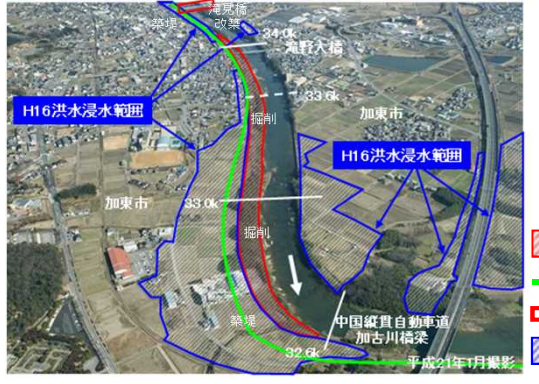 滝見橋
改築
築堤
34.0k
滝野大橋
33.6k
H16洪水浸水範囲
掘削
加東市
H16洪水浸水範囲
加東市
33.0k
掘削
築堤
中国縦貫自動車道
加古川橋梁
32.6k
平成21年1月撮影